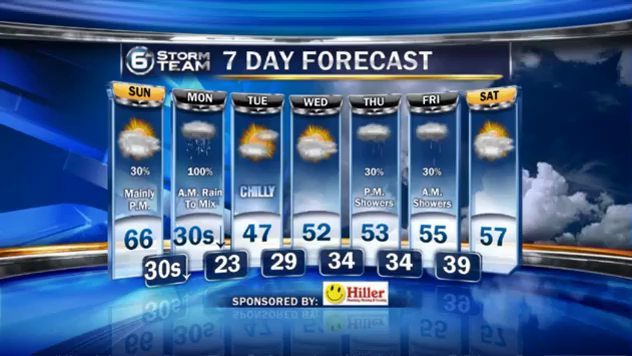 6 STORM TEAM 7 DAY FORECAST
SUN MON TUE WED THU FRI SAT
30% 100% 30% 30%
Mainly P.M.
A.M. Rain To Mix
CHILLY
P.M. Showers
A.M. Showers
66 30s↓ 47 52 53 55 57
30s↓ 23 29 34 34 39
SPONSORED BY: Hiller